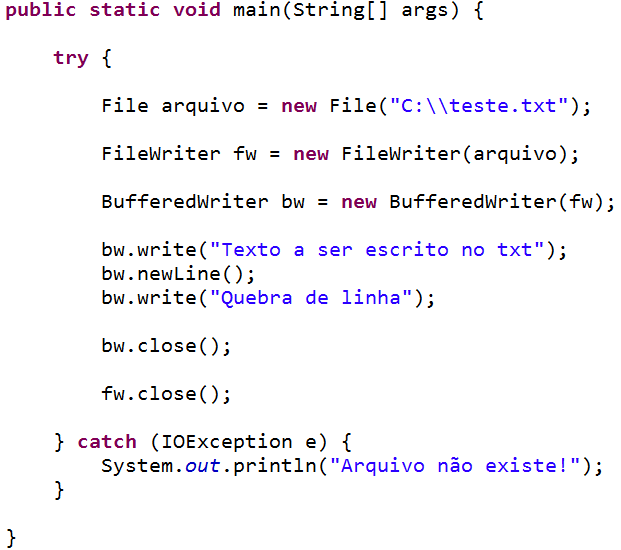 public static void main(String[] args) {
try {
File arquivo = new File("C:\\teste.txt");
FileWriter fw = new FileWriter(arquivo);
BufferedWriter bw = new BufferedWriter(fw);
bw.write("Texto a ser escrito no txt");
bw.newLine();
bw.write("Quebra de linha");
bw.close();
fw.close();
} catch (IOException e) {
System.out.println("Arquivo não existe!");
}
}